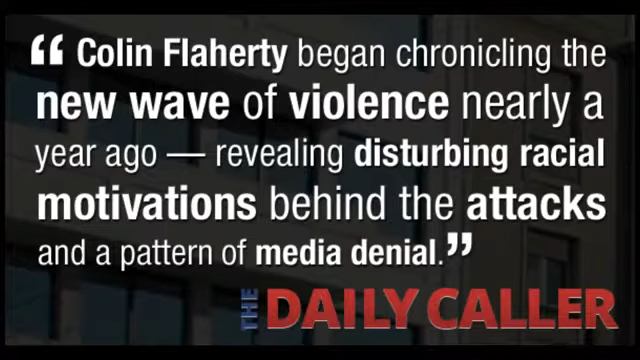 “ Colin Flaherty began chronicling the
new wave of violence nearly a
year ago — revealing disturbing racial
motivations behind the attacks
and a pattern of media denial.”
THE DAILY CALLER